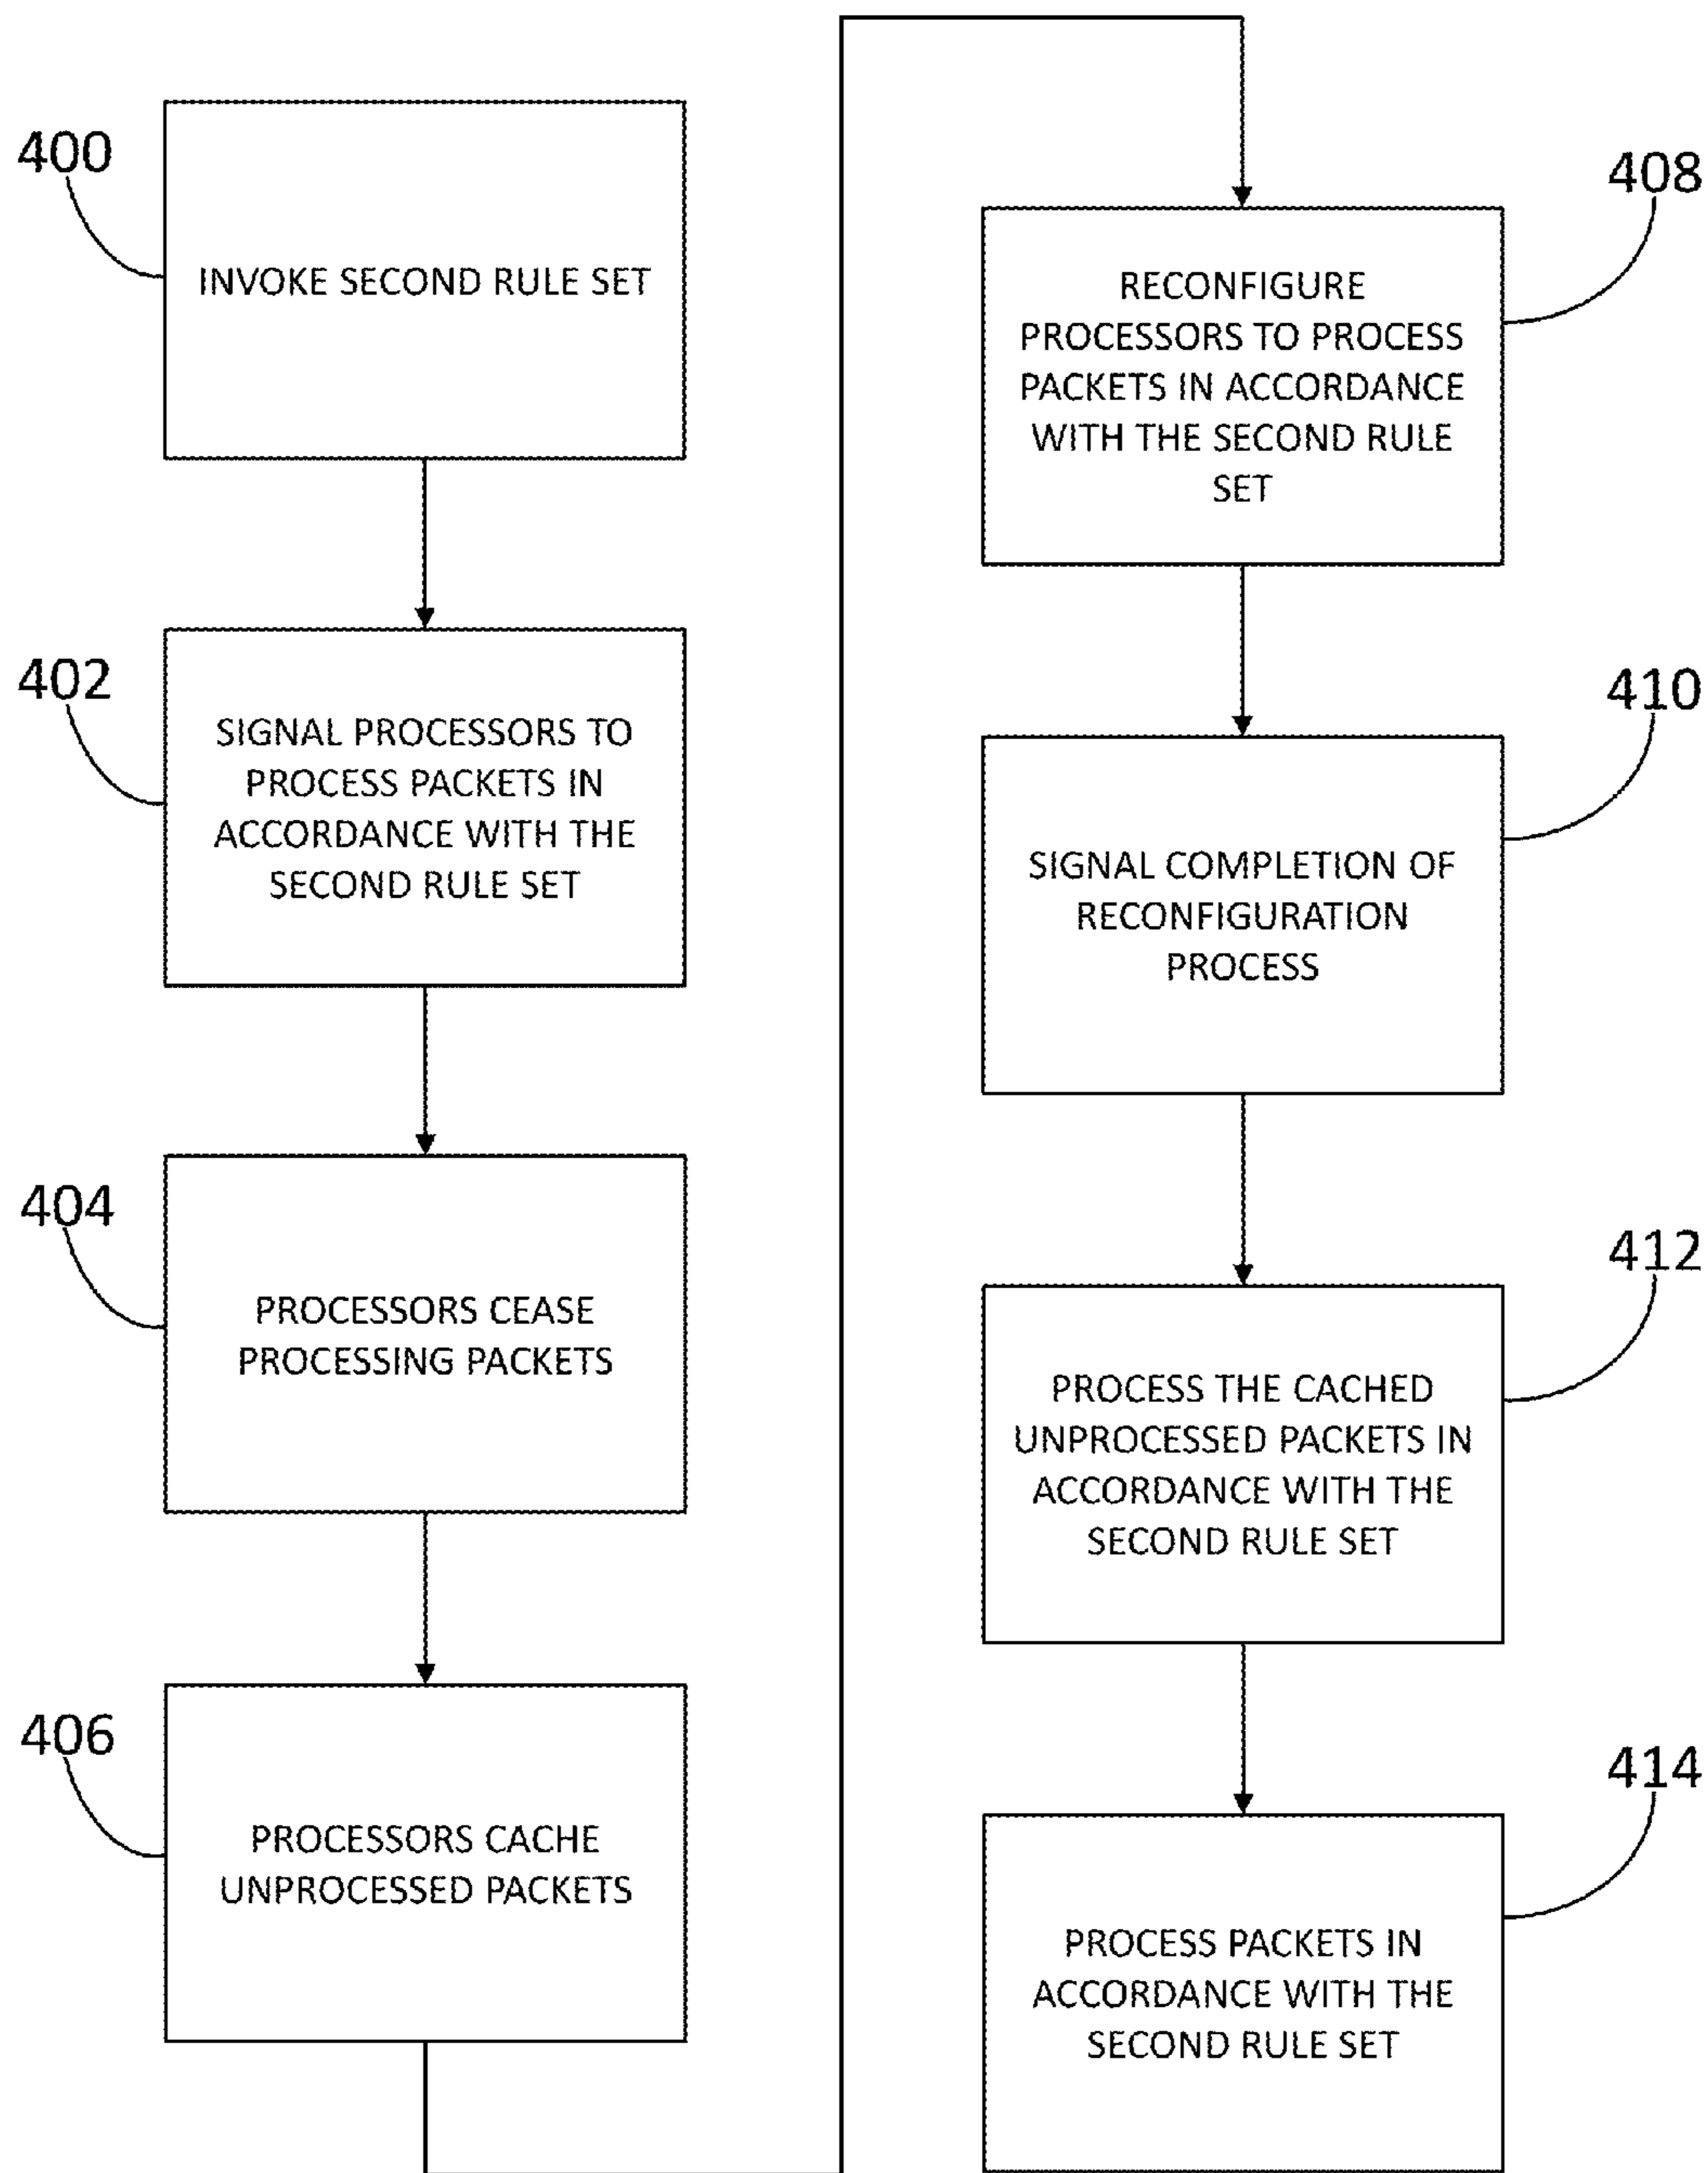 400
INVOKE SECOND RULE SET
402
SIGNAL PROCESSORS TO
PROCESS PACKETS IN
ACCORDANCE WITH THE
SECOND RULE SET
404
PROCESSORS CEASE
PROCESSING PACKETS
406
PROCESSORS CACHE
UNPROCESSED PACKETS
408
RECONFIGURE
PROCESSORS TO PROCESS
PACKETS IN ACCORDANCE
WITH THE SECOND RULE
SET
410
SIGNAL COMPLETION OF
RECONFIGURATION
PROCESS
412
PROCESS THE CACHED
UNPROCESSED PACKETS IN
ACCORDANCE WITH THE
SECOND RULE SET
414
PROCESS PACKETS IN
ACCORDANCE WITH THE
SECOND RULE SET